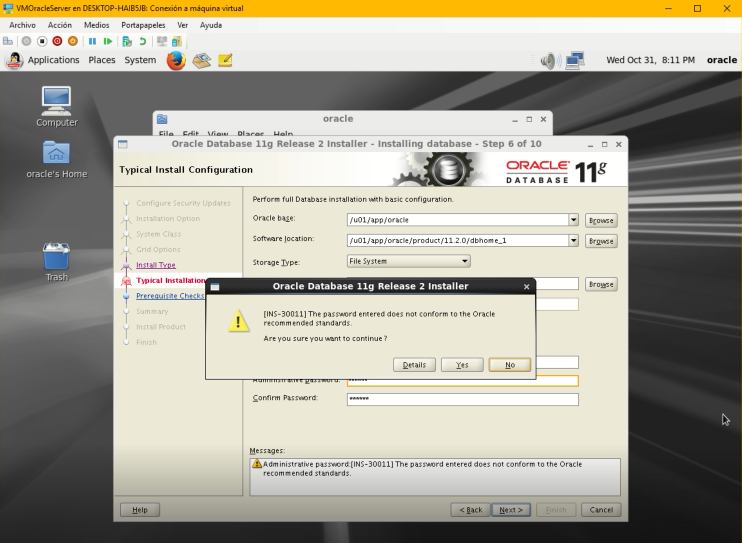 VMOracleServer en DESKTOP-HAIB5JB: Conexión a máquina virtual
Archivo Acción Medios Portapapeles Ver Ayuda
Applications Places System Wed Oct 31, 8:11 PM oracle
Computer
oracle's Home
Trash
oracle
File Edit View Places Help
Oracle Database 11g Release 2 Installer - Installing database - Step 6 of 10
Typical Install Configuration
ORACLE 11g
DATABASE
Configure Security Updates
Installation Option
System Class
Grid Options
Install Type
Typical Installation
Prerequisite Checks
Summary
Install Product
Finish
Perform full Database installation with basic configuration.
Oracle base: /u01/app/oracle Browse
Software location: /u01/app/oracle/product/11.2.0/dbhome_1 Browse
Storage Type: File System
Browse
Oracle Database 11g Release 2 Installer
[INS-30011] The password entered does not conform to the Oracle
recommended standards.
Are you sure you want to continue?
Details Yes No
Administrative Password: ******
Confirm Password: ******
Messages:
Administrative password:[INS-30011] The password entered does not conform to the Oracle
recommended standards.
Help < Back Next > Finish Cancel